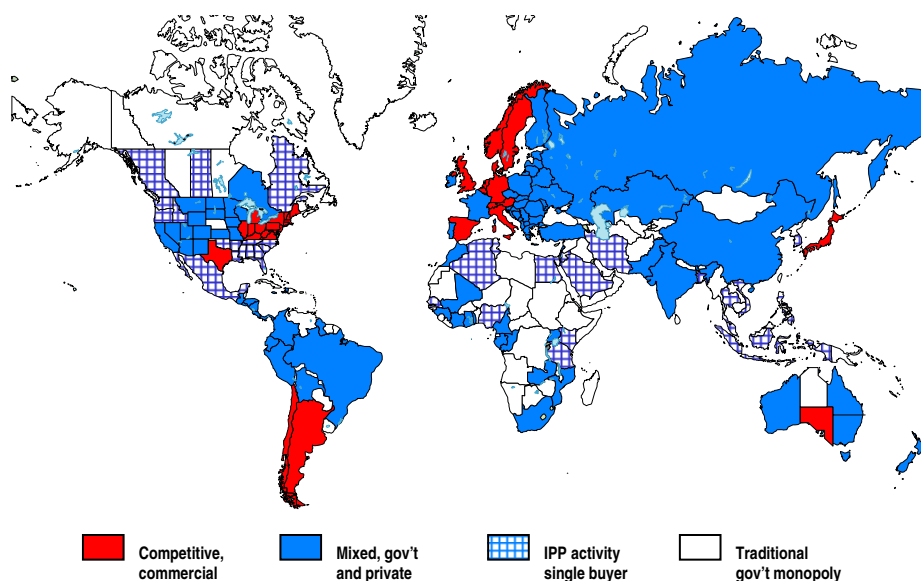 Competitive,
commercial
Mixed, gov't
and private
IPP activity
single buyer
Traditional
gov't monopoly